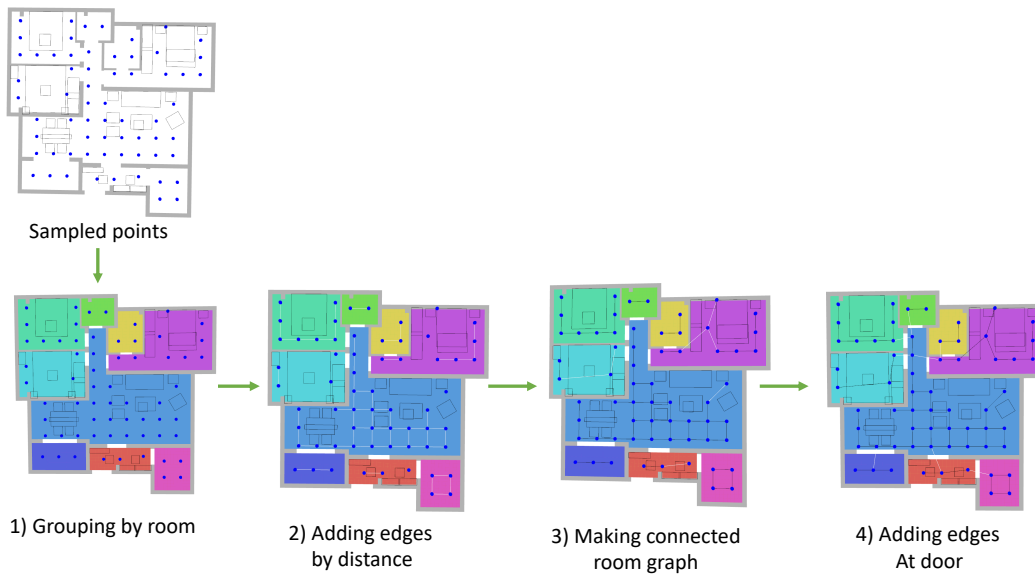 Sampled points
1) Grouping by room
2) Adding edges
by distance
3) Making connected
room graph
4) Adding edges
At door